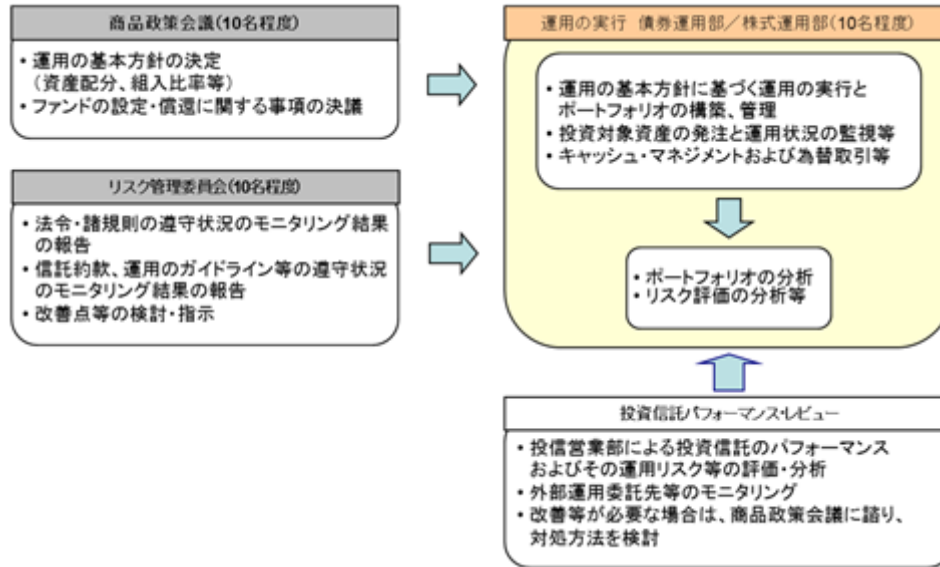 商品政策会議(10名程度)
・運用の基本方針の決定
（資産配分、組入比率等）
・ファンドの設定・償還に関する事項の決議
リスク管理委員会(10名程度)
・法令・諸規則の遵守状況のモニタリング結果
の報告
・信託約款、運用のガイドライン等の遵守状況
のモニタリング結果の報告
・改善点等の検討・指示
運用の実行 債券運用部／株式運用部(10名程度)
・運用の基本方針に基づく運用の実行と
ポートフォリオの構築、管理
・投資対象資産の発注と運用状況の監視等
・キャッシュ・マネジメントおよび為替取引等
・ポートフォリオの分析
・リスク評価の分析等
投資信託パフォーマンス・レビュー
・投信営業部による投資信託のパフォーマンス
およびその運用リスク等の評価・分析
・外部運用委託先等のモニタリング
・改善等が必要な場合は、商品政策会議に諮り、
対処方法を検討